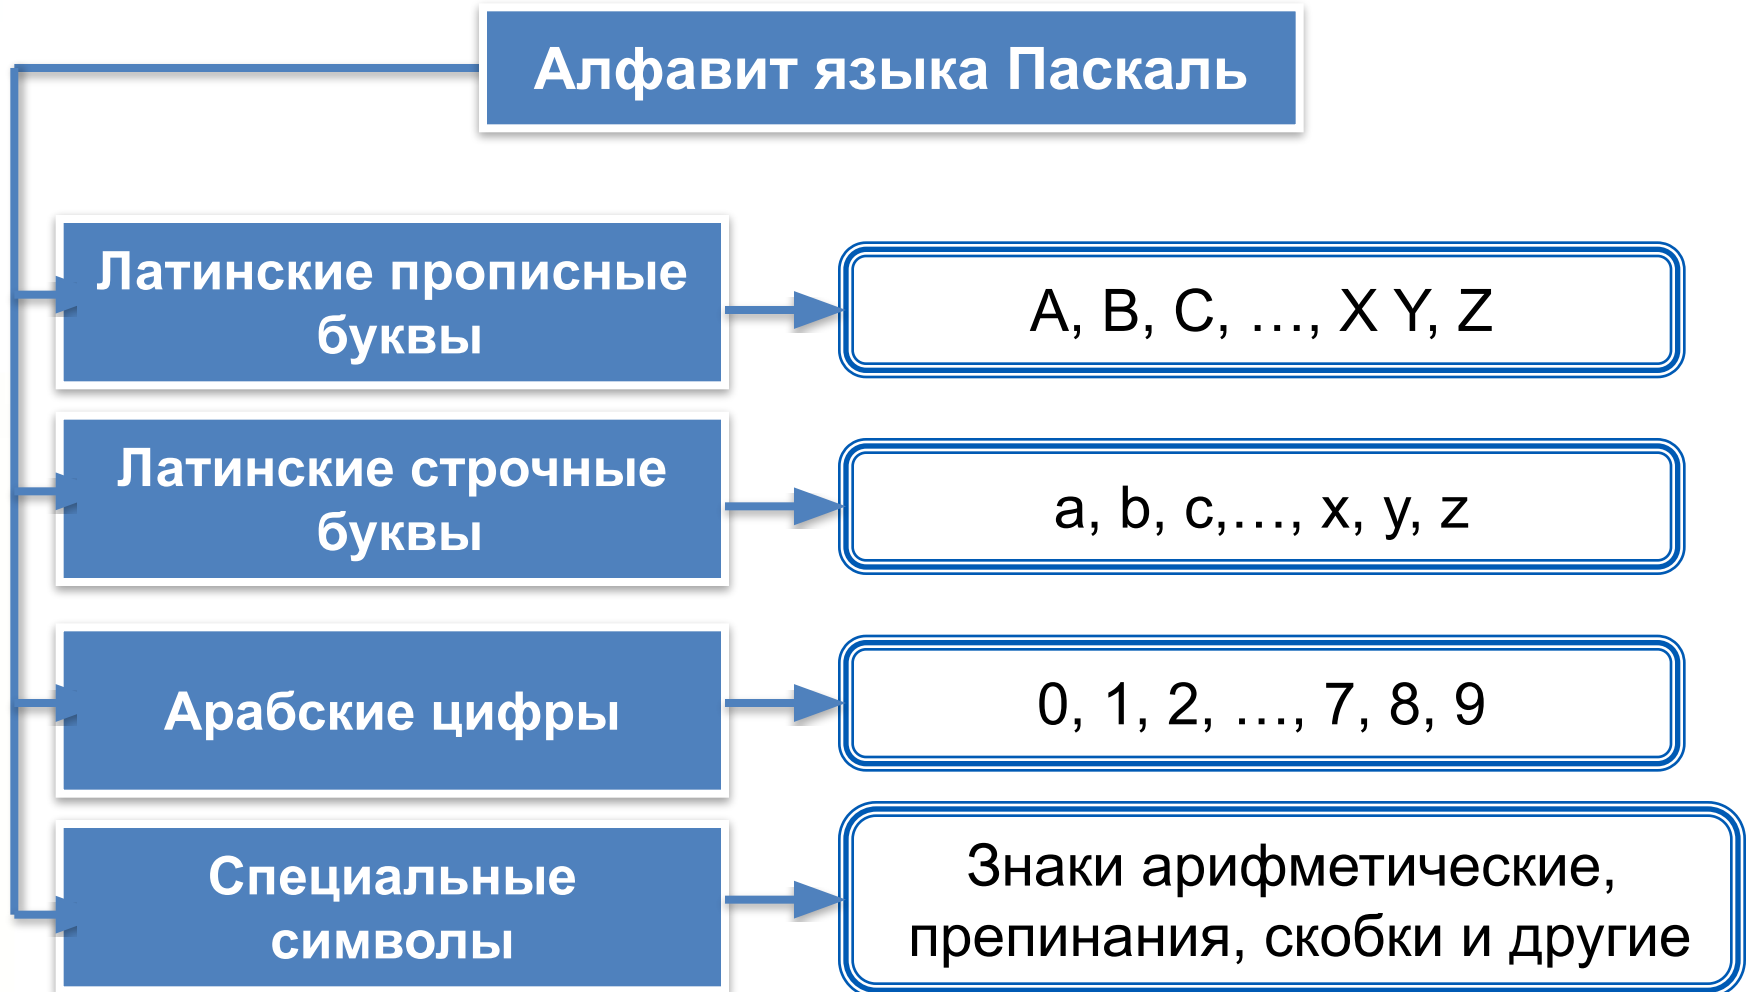 Алфавит языка Паскаль
Латинские прописные
буквы
A, B, C, …, X Y, Z
Латинские строчные
буквы
a, b, c,…, x, y, z
Арабские цифры
0, 1, 2, …, 7, 8, 9
Специальные
символы
Знаки арифметические,
препинания, скобки и другие